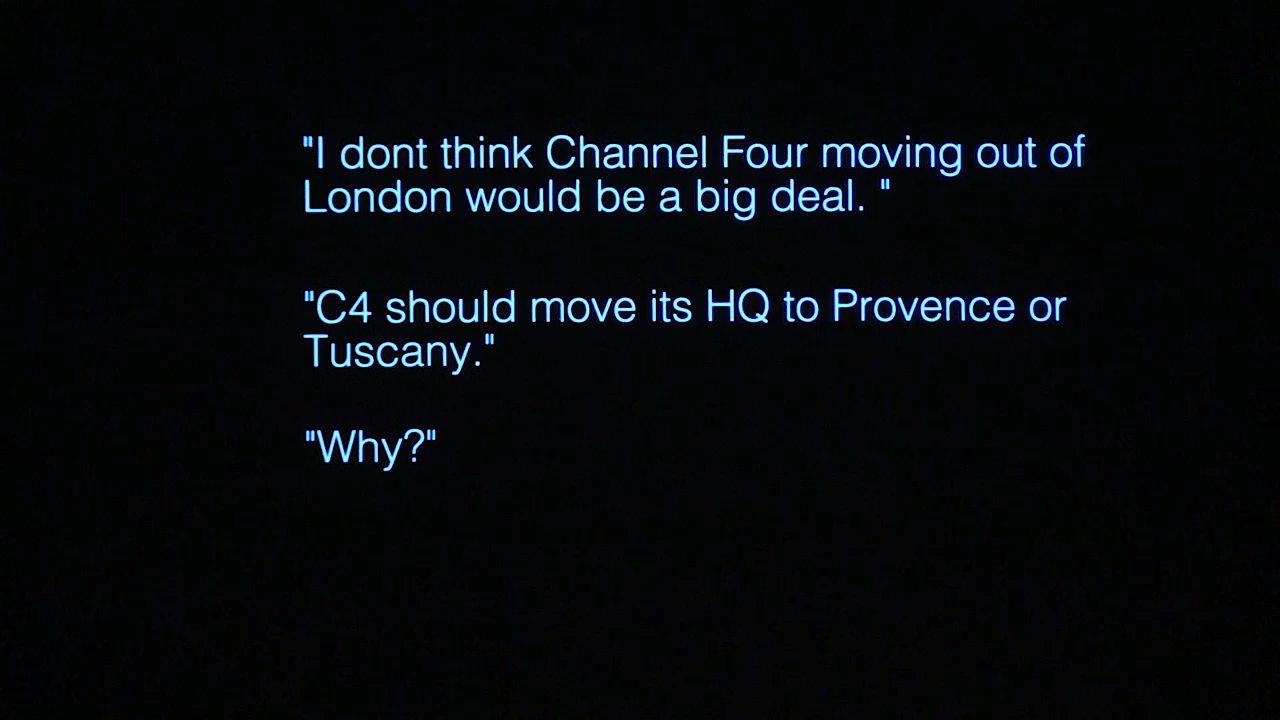 "I dont think Channel Four moving out of
London would be a big deal. "
"C4 should move its HQ to Provence or
Tuscany."
"Why?"